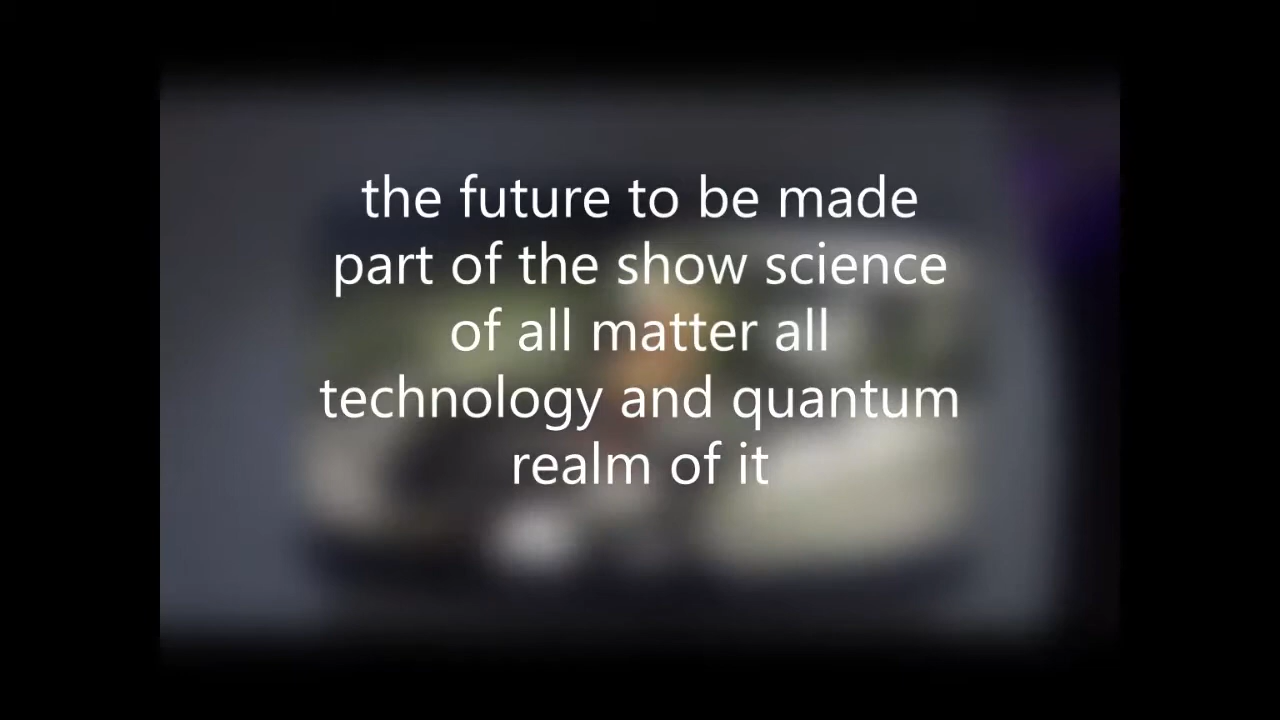 the future to be made
part of the show science
of all matter all
technology and quantum
realm of it